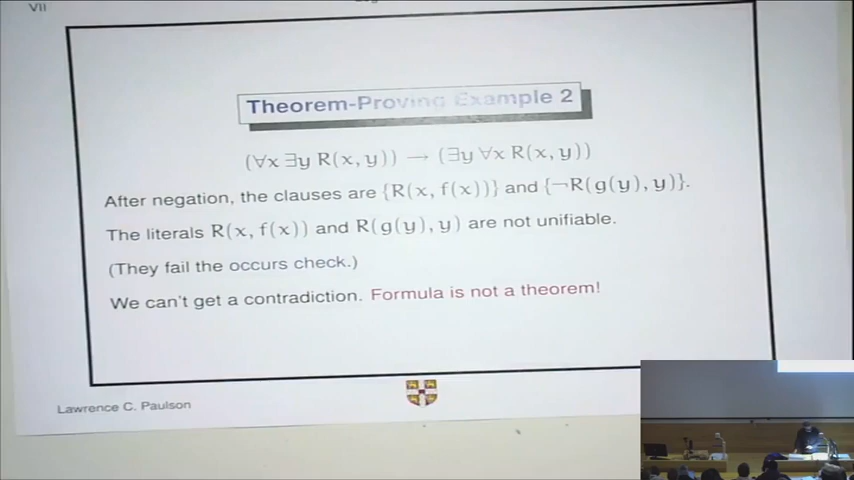 VII
Theorem-Proving Example 2
(∀x ∃y R(x, y)) → (∃y ∀x R(x, y))
After negation, the clauses are {R(x, f(x))} and {¬R(g(y), y)}.
The literals R(x, f(x)) and R(g(y), y) are not unifiable.
(They fail the occurs check.)
We can't get a contradiction. Formula is not a theorem!
Lawrence C. Paulson